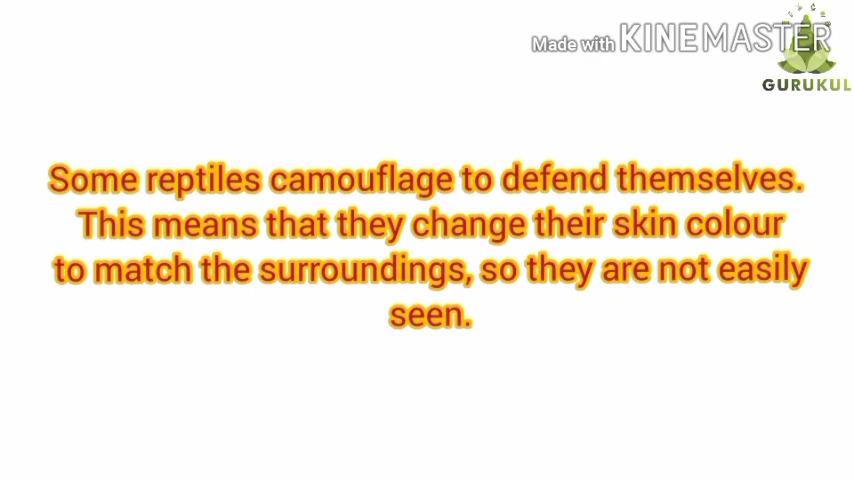 Made with KINEMASTER
GURUKUL
Some reptiles camouflage to defend themselves.
This means that they change their skin colour
to match the surroundings, so they are not easily
seen.